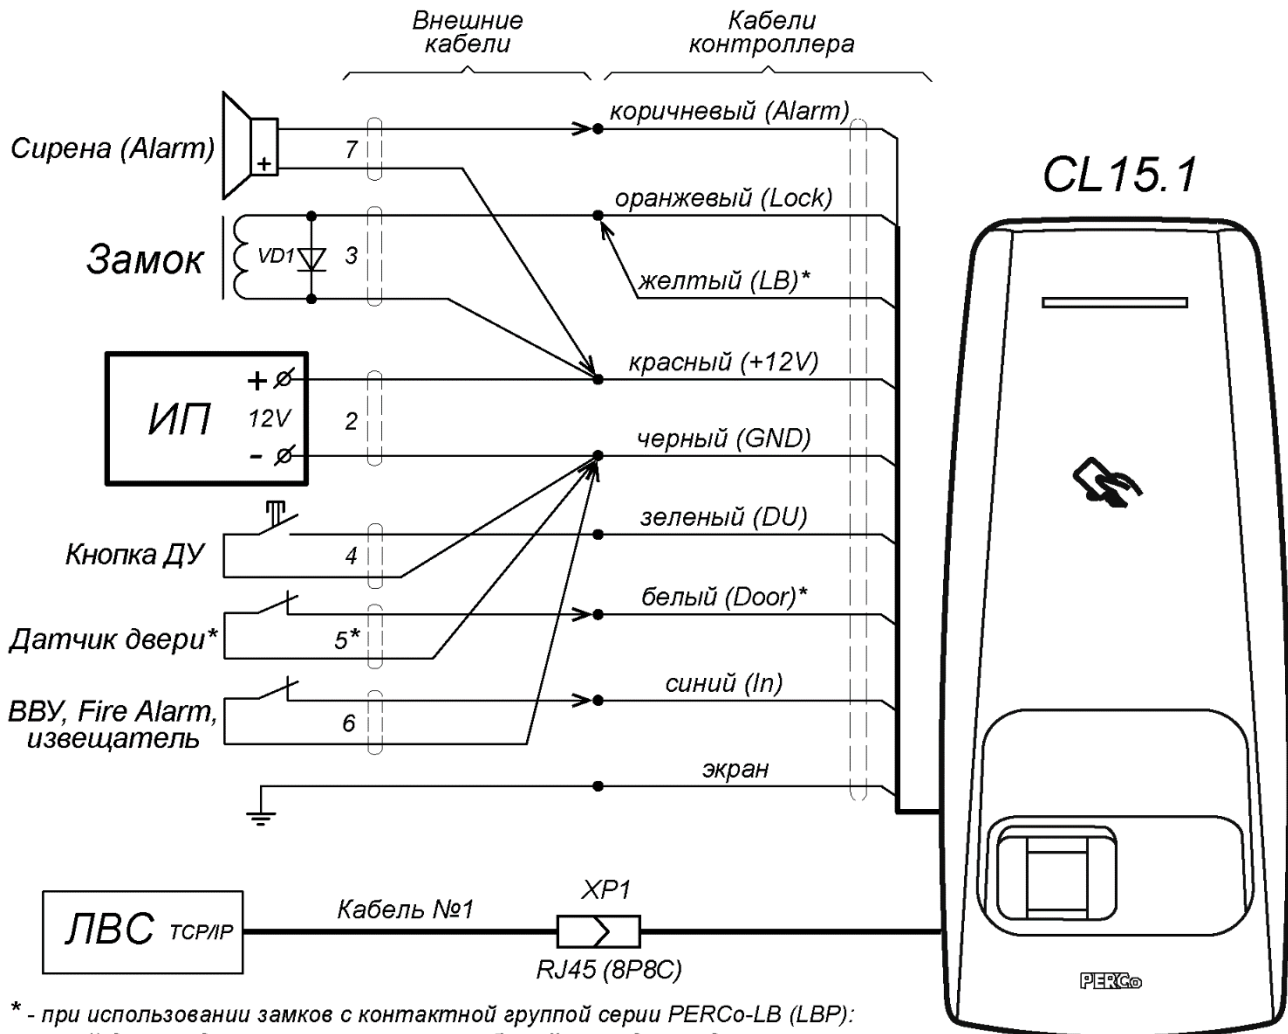 Внешние
кабели
Кабели
контроллера
коричневый (Alarm)
Сирена (Alarm)
+
7
CL15.1
оранжевый (Lock)
Замок
VD1
3
желтый (LB)*
красный (+12V)
ИП
+
12V
-
2
черный (GND)
зеленый (DU)
Кнопка ДУ
4
белый (Door)*
Датчик двери*
5*
синий (In)
ВВУ, Fire Alarm,
извещатель
6
экран
ЛВС TCP/IP
Кабель №1
XP1
RJ45 (8P8C)
PERCo
* - при использовании замков с контактной группой серии PERCo-LB (LBP):